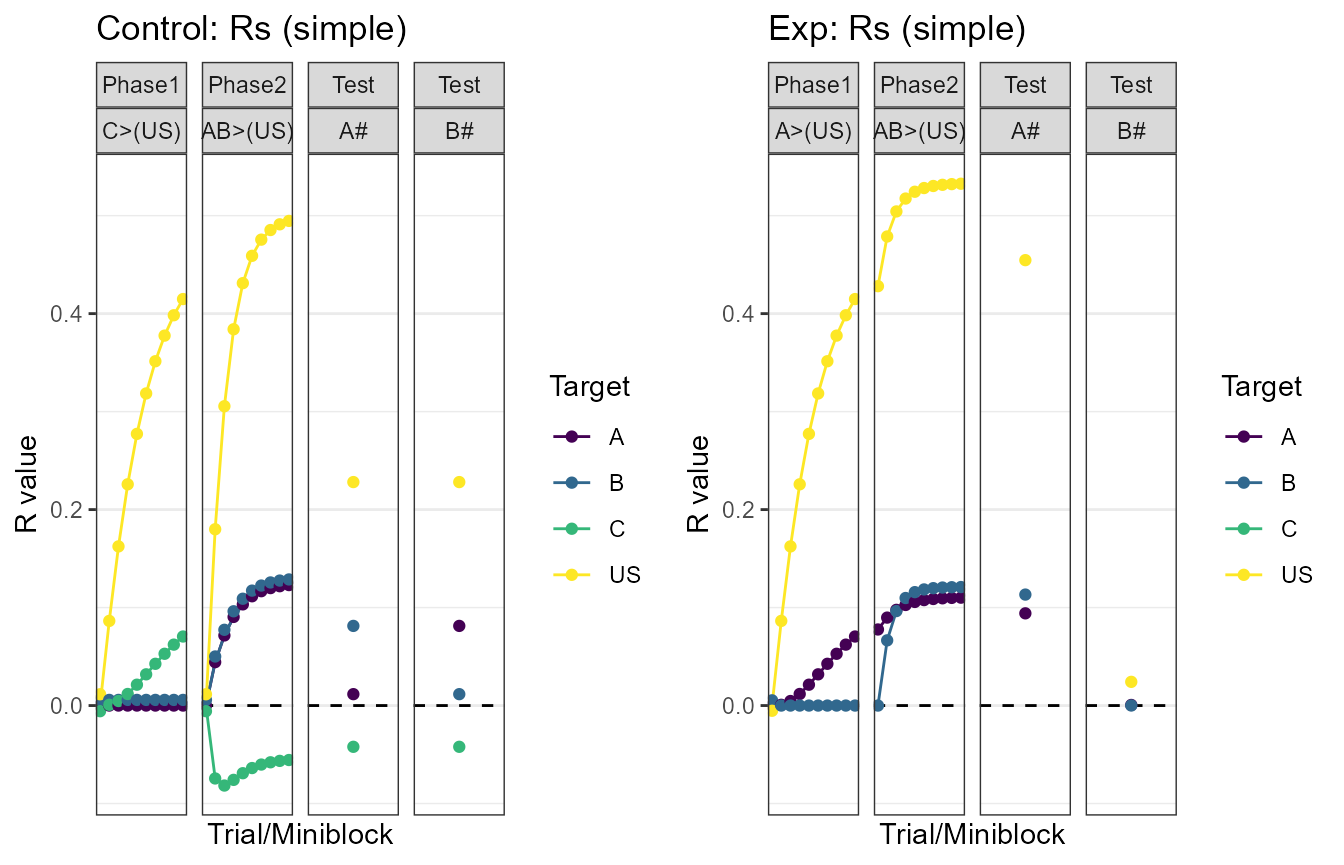 Control: Rs (simple)
Phase1 Phase2 Test Test
C>(US) AB>(US) A# B#
0.4
0.2
0.0
R value
Trial/Miniblock
Target
A
B
C
US
Exp: Rs (simple)
Phase1 Phase2 Test Test
A>(US) AB>(US) A# B#
0.4
0.2
0.0
R value
Trial/Miniblock
Target
A
B
C
US